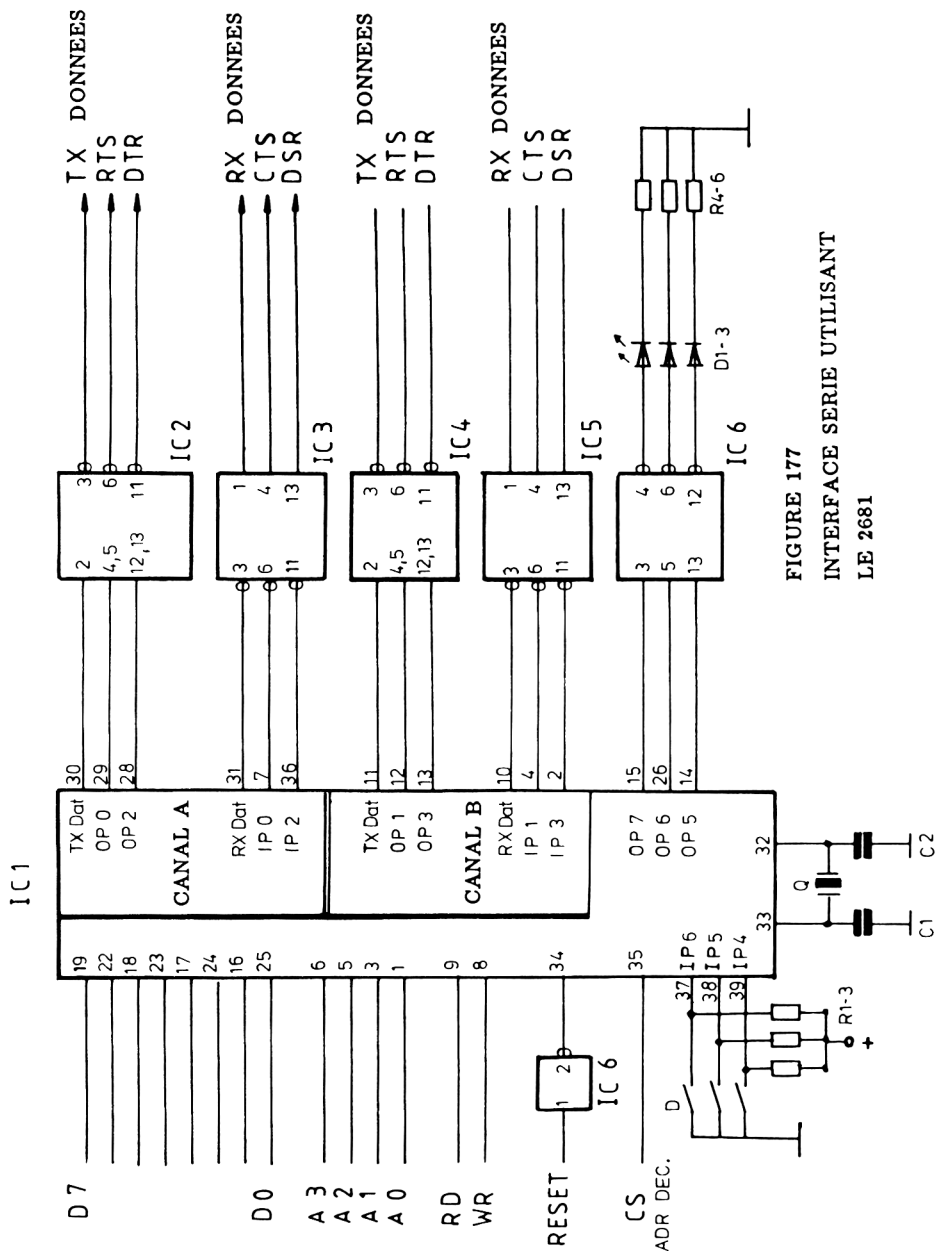 IC1
D7
D0
A3
A2
A1
A0
RD
WR
RESET
CS
ADR DEC.
19
22
18
23
17
24
16
25
6
5
3
1
9
8
34
35
1 2
IC 6
37 IP6
38 IP5
39 IP4
D
R1-3
+
33
32
Q
C1
C2
CANAL A
TX Dat 30
OP 0 29
OP 2 28
RX Dat 31
IP 0 7
IP 2 36
CANAL B
TX Dat 11
OP 1 12
OP 3 13
RX Dat 10
IP 1 4
IP 3 2
OP 7 15
OP 6 26
OP 5 14
2 3
4,5 6
12,13 11
IC2
TX DONNEES
RTS
DTR
3 1
6 4
11 13
IC3
RX DONNEES
CTS
DSR
2 3
4,5 6
12,13 11
IC4
TX DONNEES
RTS
DTR
3 1
6 4
11 13
IC5
RX DONNEES
CTS
DSR
3 4
5 6
13 12
IC 6
D1-3
R4-6
FIGURE 177
INTERFACE SERIE UTILISANT
LE 2681